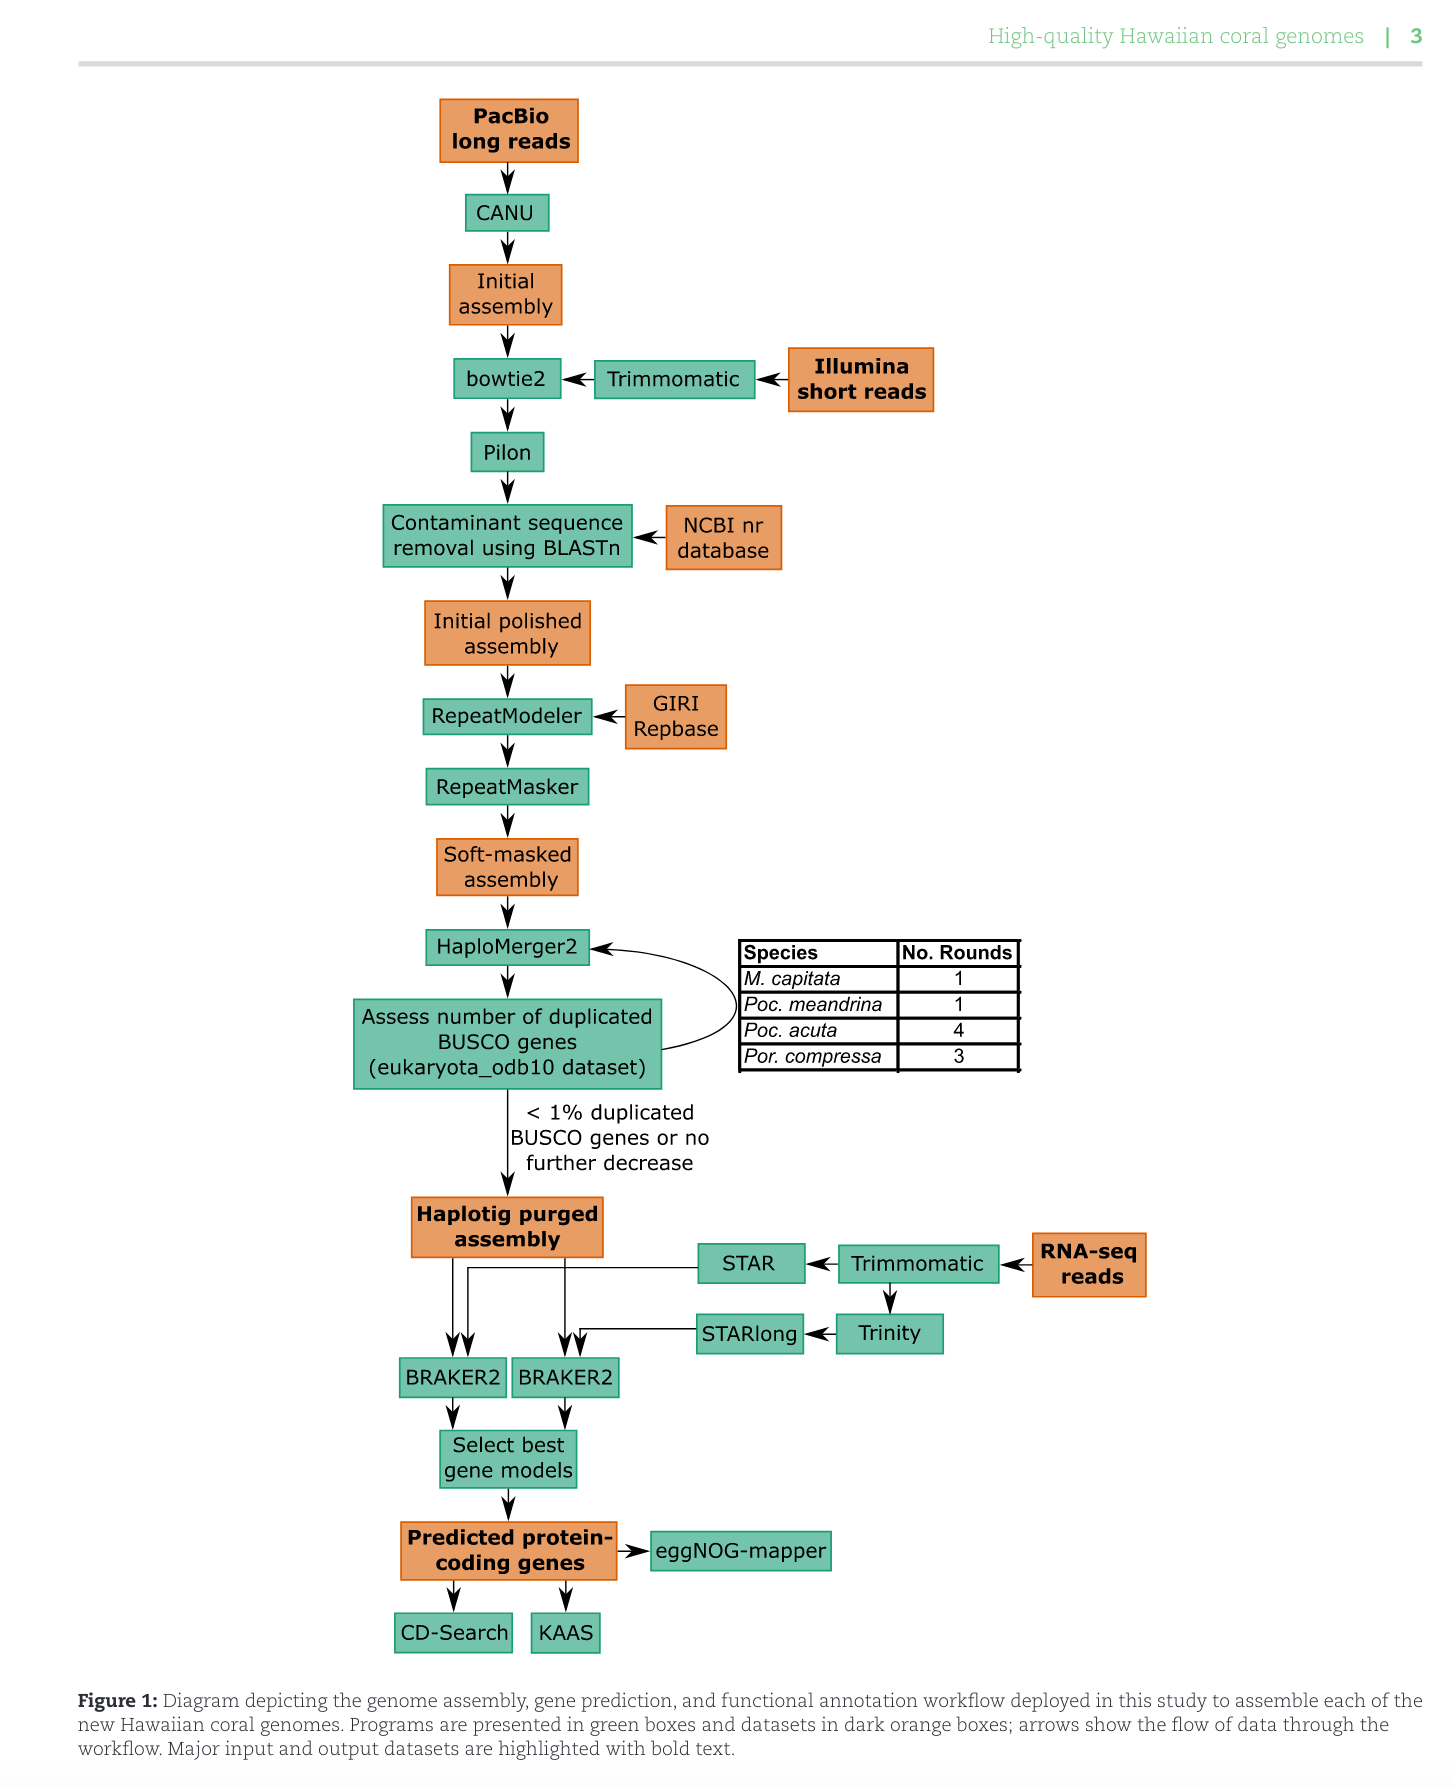 High-quality Hawaiian coral genomes | 3
PacBio
long reads
CANU
Initial
assembly
bowtie2
Trimmomatic
Illumina
short reads
Pilon
Contaminant sequence
removal using BLASTn
NCBI nr
database
Initial polished
assembly
RepeatModeler
GIRI
Repbase
RepeatMasker
Soft-masked
assembly
HaploMerger2
Species No. Rounds
M. capitata 1
Poc. meandrina 1
Poc. acuta 4
Por. compressa 3
Assess number of duplicated
BUSCO genes
(eukaryota_odb10 dataset)
< 1% duplicated
BUSCO genes or no
further decrease
Haplotig purged
assembly
STAR
Trimmomatic
RNA-seq
reads
STARlong
Trinity
BRAKER2
BRAKER2
Select best
gene models
Predicted protein-
coding genes
eggNOG-mapper
CD-Search
KAAS
Figure 1: Diagram depicting the genome assembly, gene prediction, and functional annotation workflow deployed in this study to assemble each of the
new Hawaiian coral genomes. Programs are presented in green boxes and datasets in dark orange boxes; arrows show the flow of data through the
workflow. Major input and output datasets are highlighted with bold text.